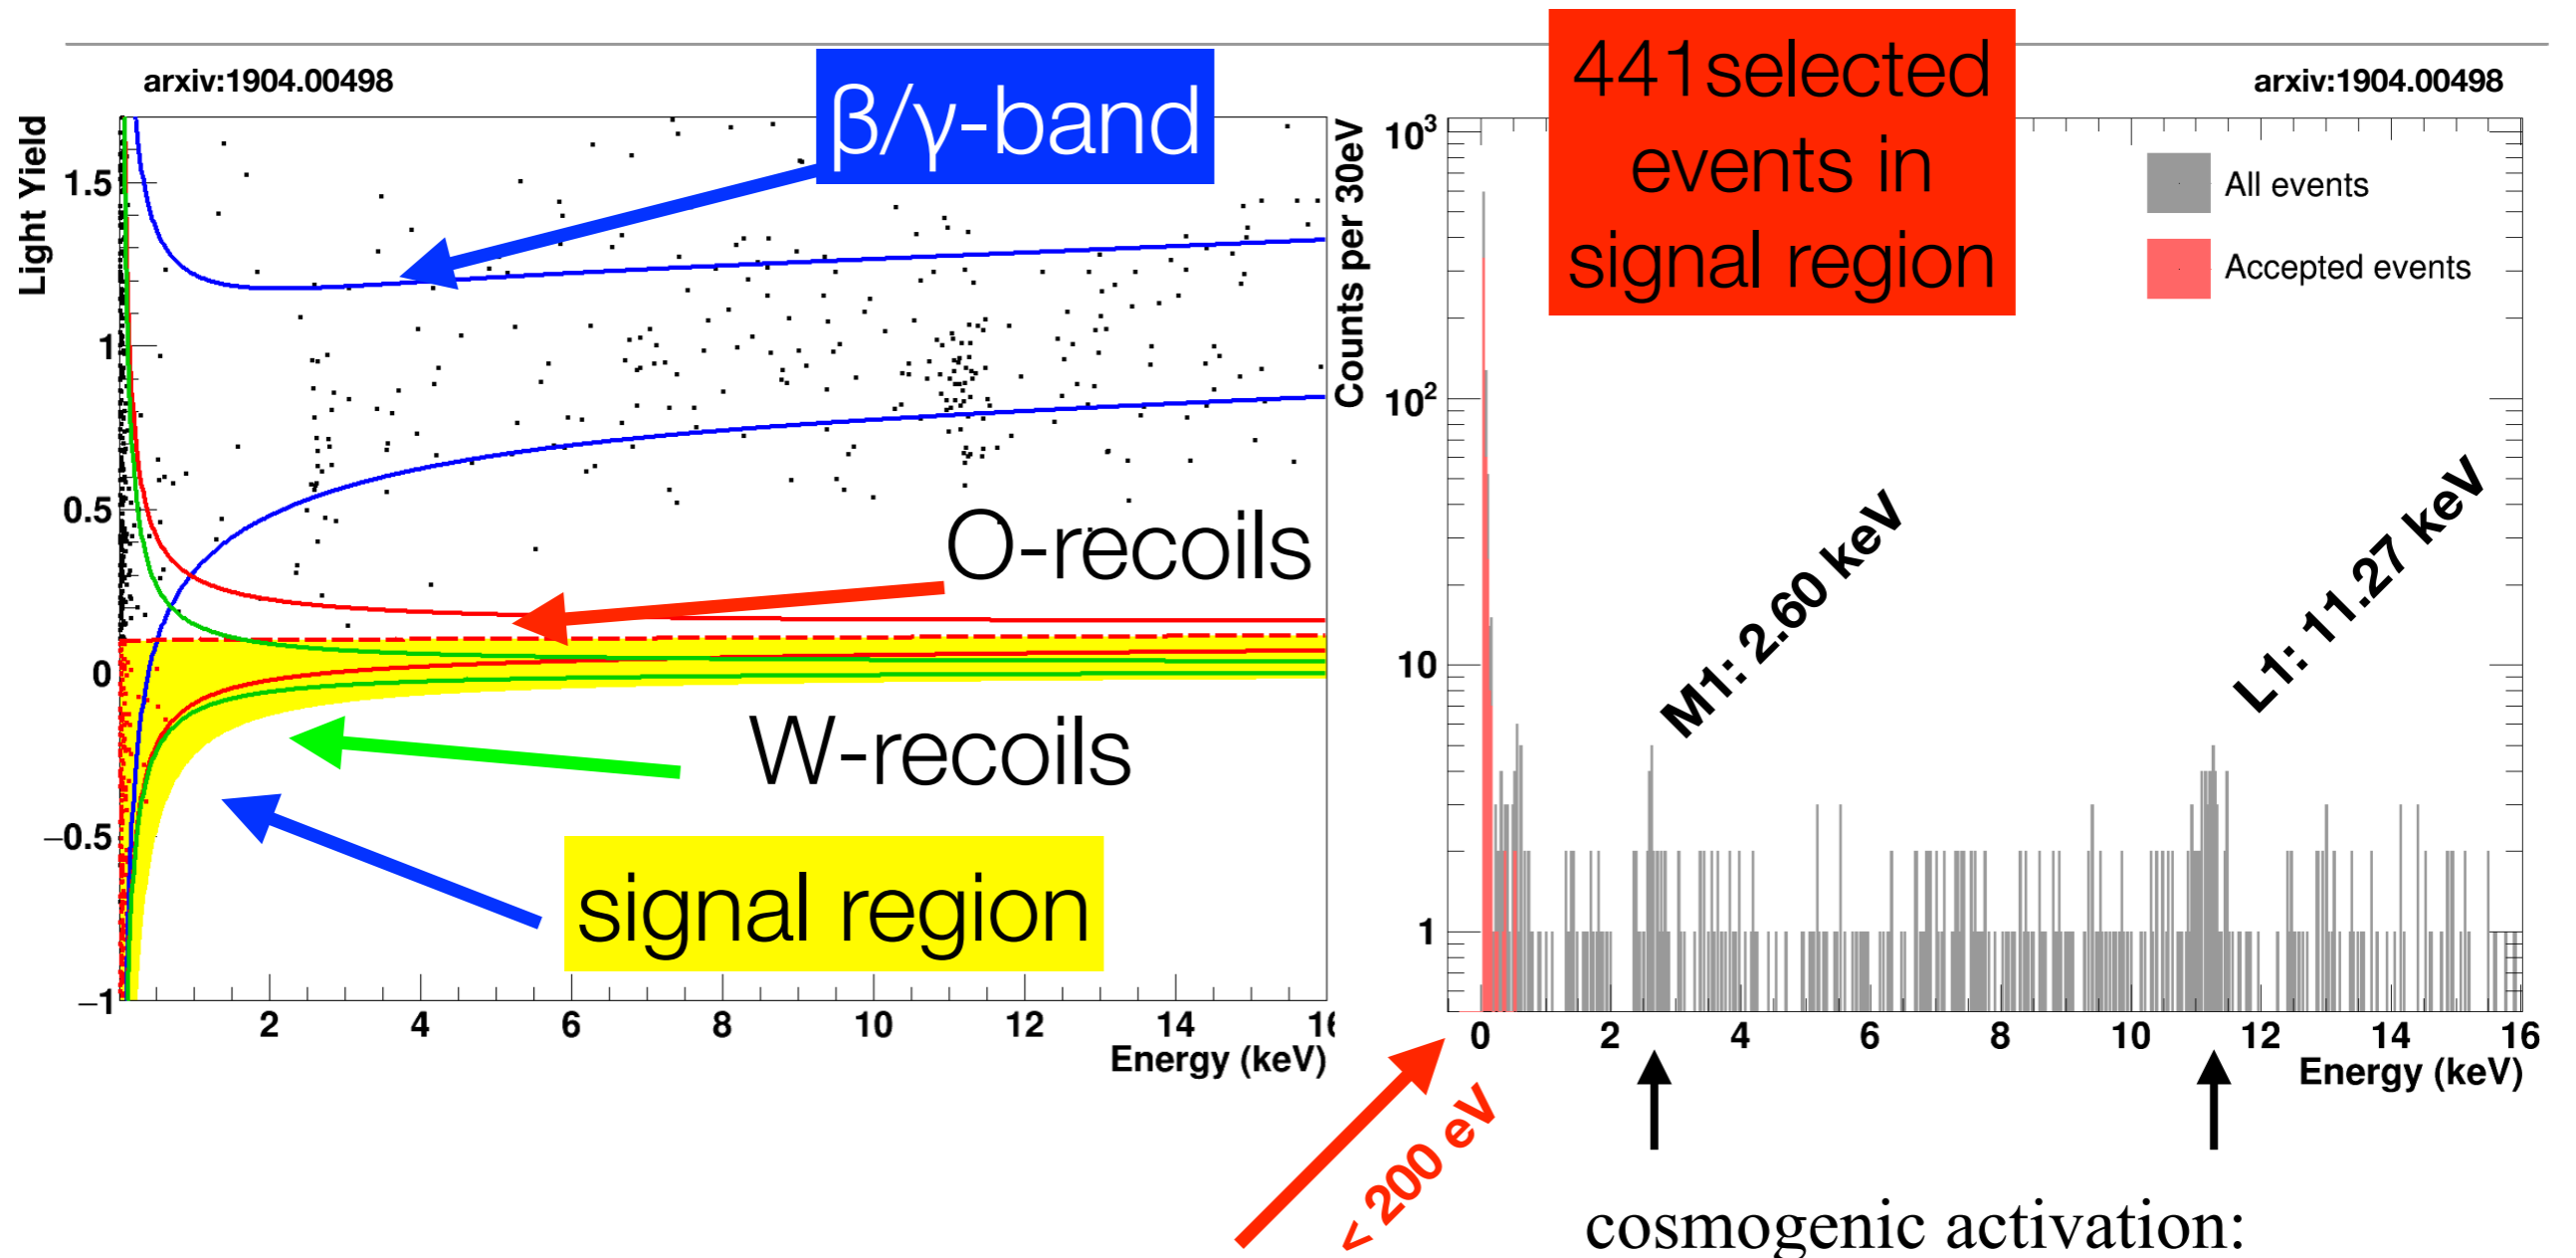 arxiv:1904.00498
β/γ-band
Light Yield
1.5
1
0.5
0
−0.5
−1
O-recoils
W-recoils
signal region
2 4 6 8 10 12 14
Energy (keV)
441selected
events in
signal region
arxiv:1904.00498
Counts per 30eV
10³
10²
10
1
All events
Accepted events
M1: 2.60 keV
L1: 11.27 keV
0 2 4 6 8 10 12 14 16
Energy (keV)
< 200 eV
cosmogenic activation: